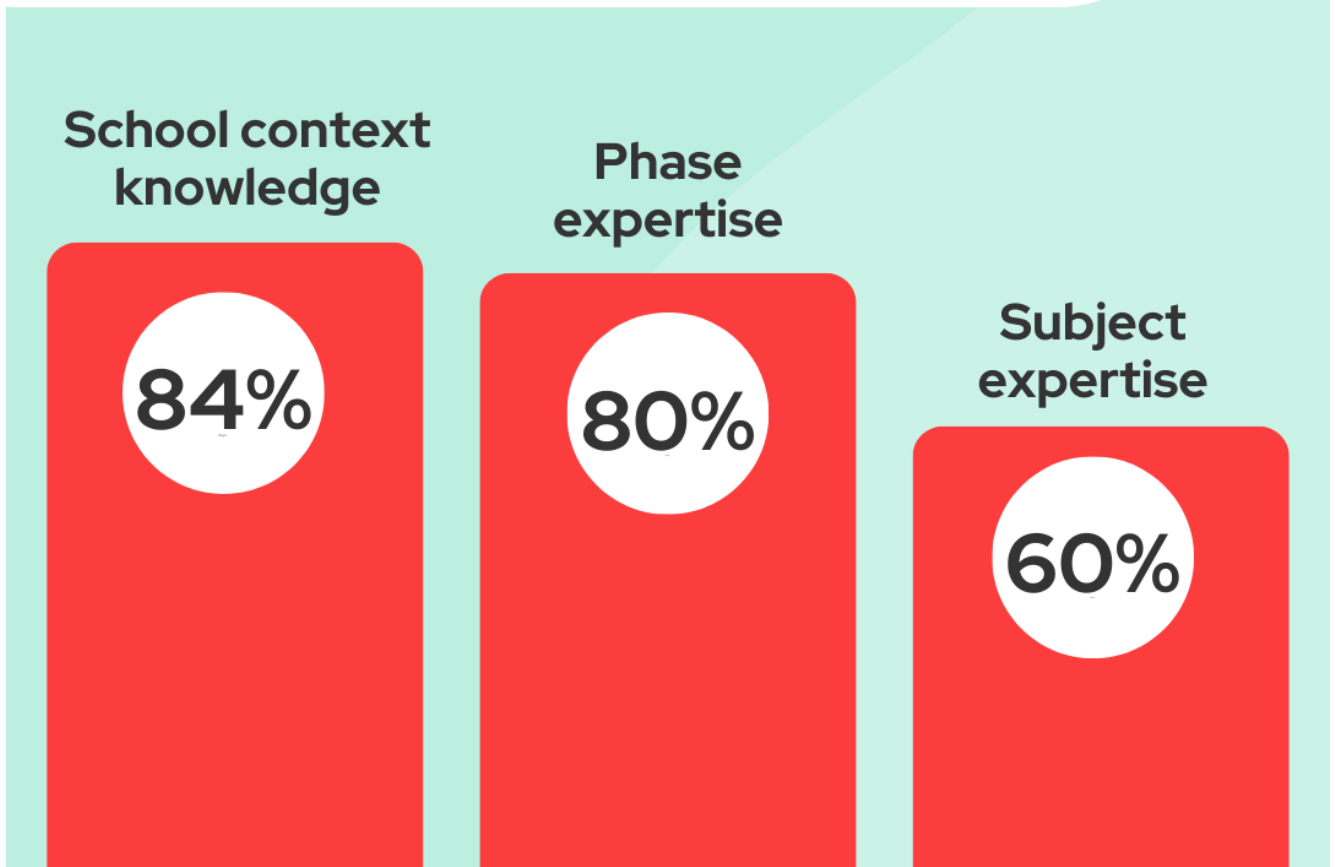 School context
knowledge
Phase
expertise
Subject
expertise
84%
80%
60%